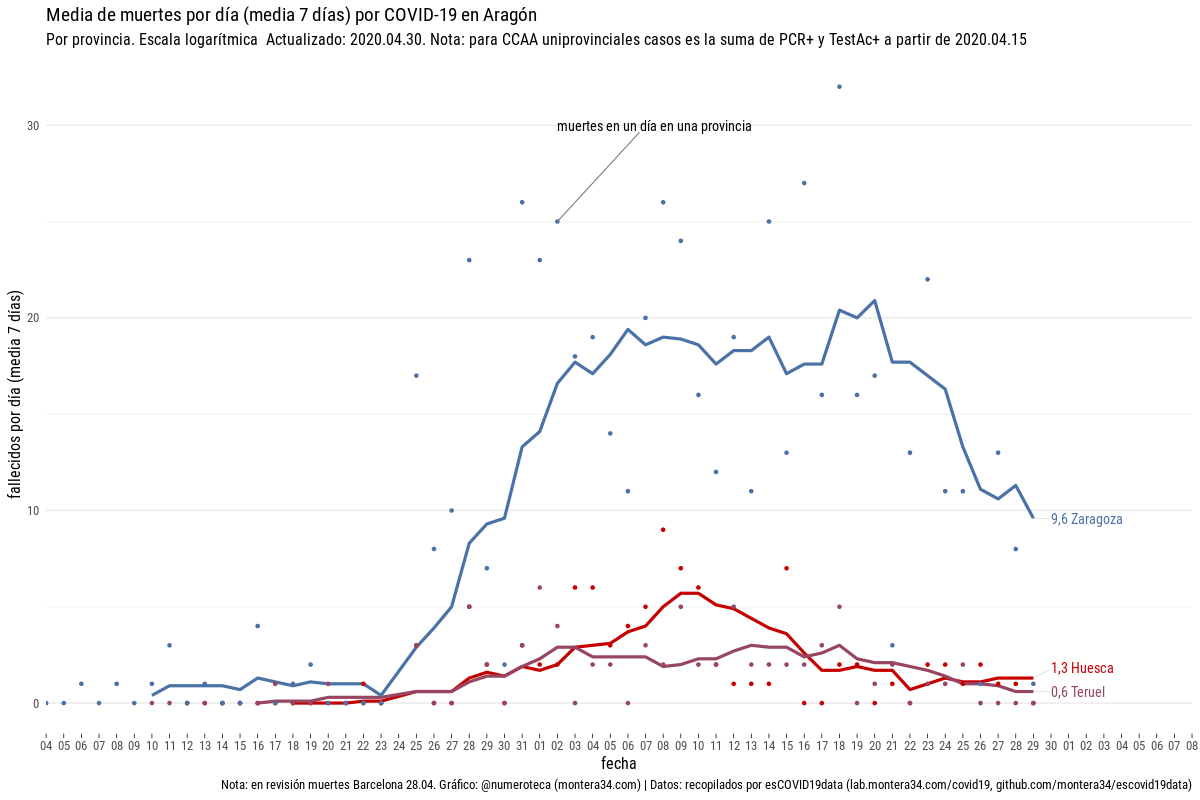 Media de muertes por día (media 7 días) por COVID-19 en Aragón
Por provincia. Escala logarítmica  Actualizado: 2020.04.30. Nota: para CCAA uniprovinciales casos es la suma de PCR+ y TestAc+ a partir de 2020.04.15
fallecidos por día (media 7 días)
30
20
10
0
muertes en un día en una provincia
9,6 Zaragoza
1,3 Huesca
0,6 Teruel
04 05 06 07 08 09 10 11 12 13 14 15 16 17 18 19 20 21 22 23 24 25 26 27 28 29 30 31 01 02 03 04 05 06 07 08 09 10 11 12 13 14 15 16 17 18 19 20 21 22 23 24 25 26 27 28 29 30 01 02 03 04 05 06 07 08
fecha
Nota: en revisión muertes Barcelona 28.04. Gráfico: @numeroteca (montera34.com) | Datos: recopilados por esCOVID19data (lab.montera34.com/covid19, github.com/montera34/escovid19data)